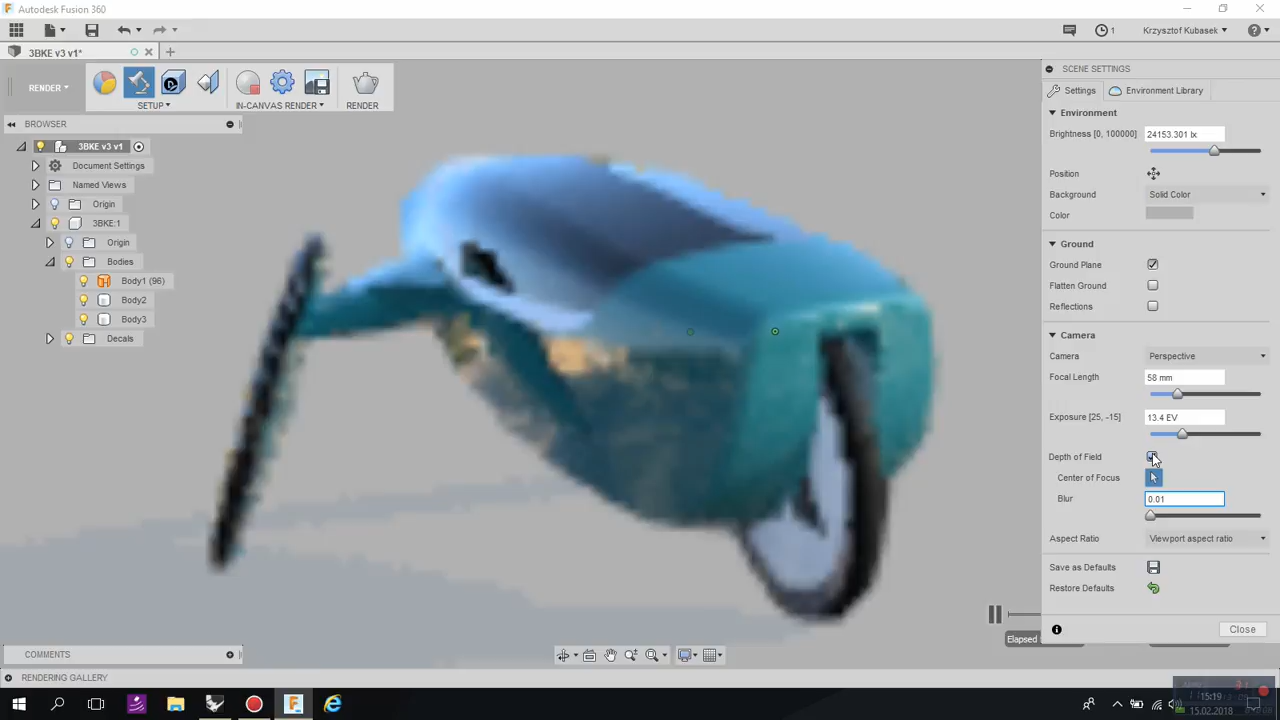 Autodesk Fusion 360
1 Krzysztof Kubasek
3BKE v3 v1*
RENDER
SETUP
IN-CANVAS RENDER
RENDER
BROWSER
3BKE v3 v1
Document Settings
Named Views
Origin
3BKE:1
Origin
Bodies
Body1 (96)
Body2
Body3
Decals
SCENE SETTINGS
Settings Environment Library
Environment
Brightness [0, 100000] 24153.301 lx
Position
Background Solid Color
Color
Ground
Ground Plane
Flatten Ground
Reflections
Camera
Camera Perspective
Focal Length 58 mm
Exposure [25, -15] 13.4 EV
Depth of Field
Center of Focus
Blur 0.01
Aspect Ratio Viewport aspect ratio
Save as Defaults
Restore Defaults
Close
Elapsed
COMMENTS
RENDERING GALLERY
15:19
15.02.2018